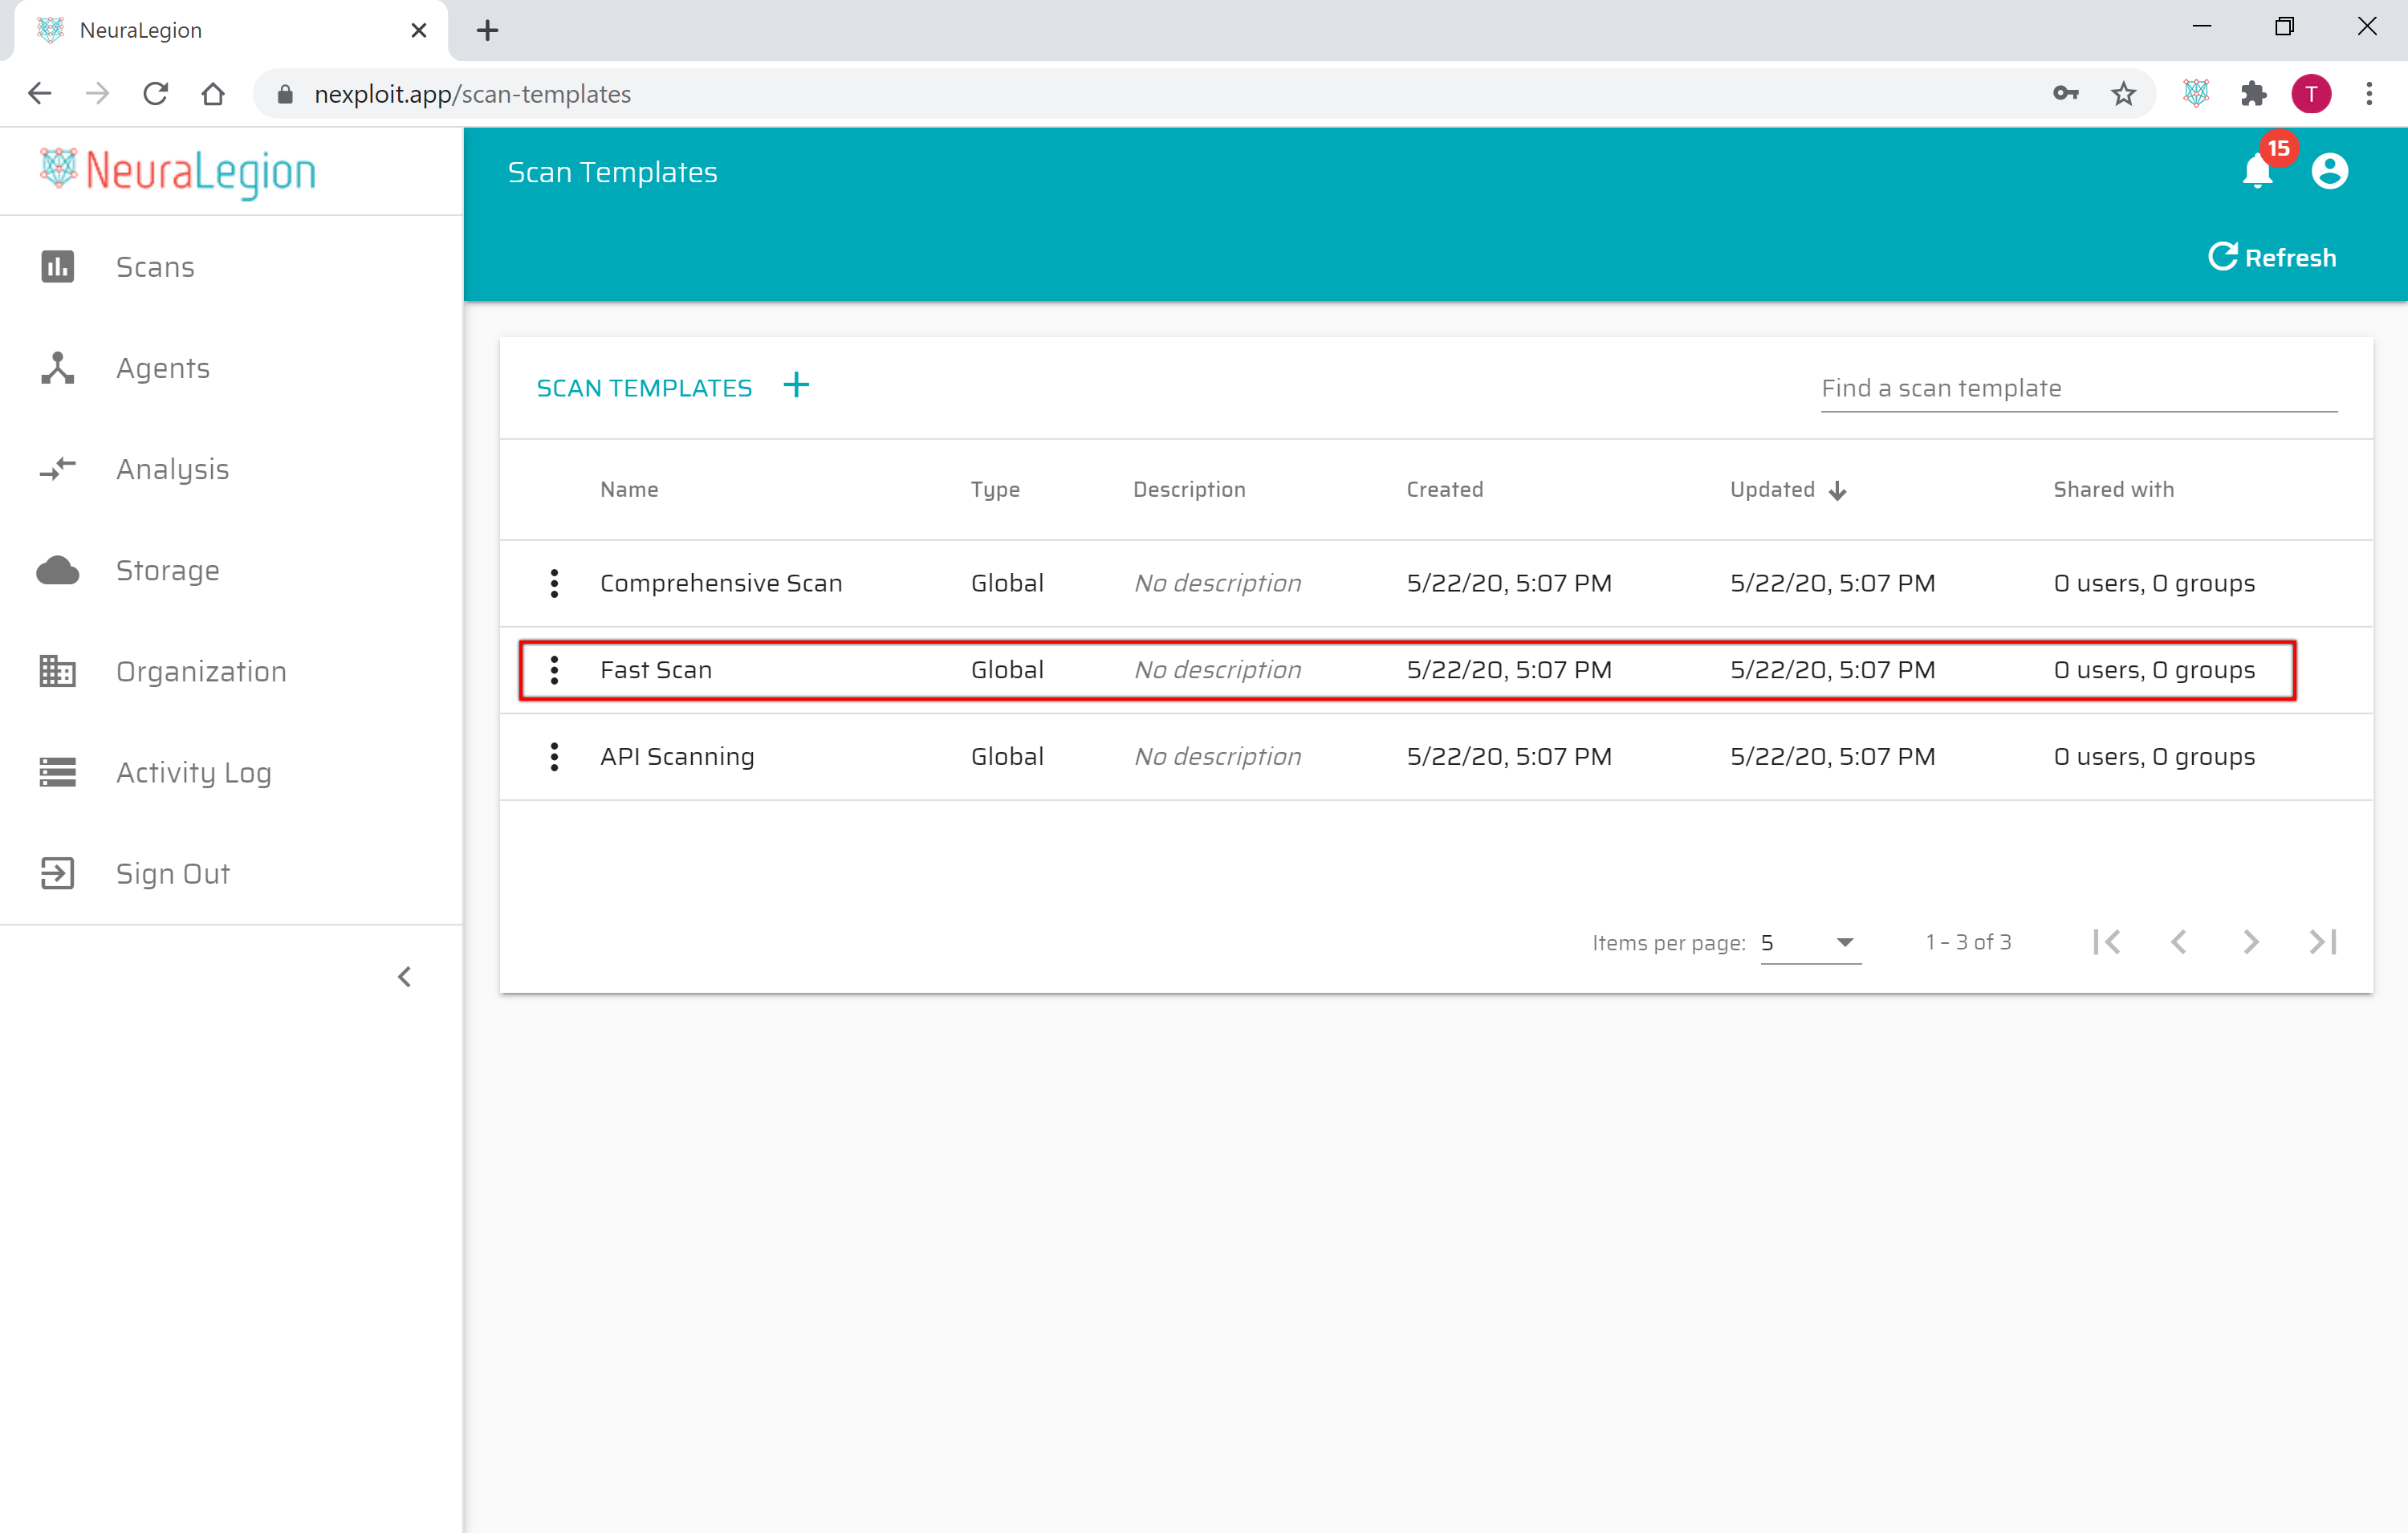 NeuraLegion
nexploit.app/scan-templates
T
NeuraLegion
Scan Templates
15
Refresh
Scans
Agents
Analysis
Storage
Organization
Activity Log
Sign Out
SCAN TEMPLATES
Find a scan template
Name Type Description Created Updated Shared with
Comprehensive Scan Global No description 5/22/20, 5:07 PM 5/22/20, 5:07 PM 0 users, 0 groups
Fast Scan Global No description 5/22/20, 5:07 PM 5/22/20, 5:07 PM 0 users, 0 groups
API Scanning Global No description 5/22/20, 5:07 PM 5/22/20, 5:07 PM 0 users, 0 groups
Items per page: 5 1 – 3 of 3